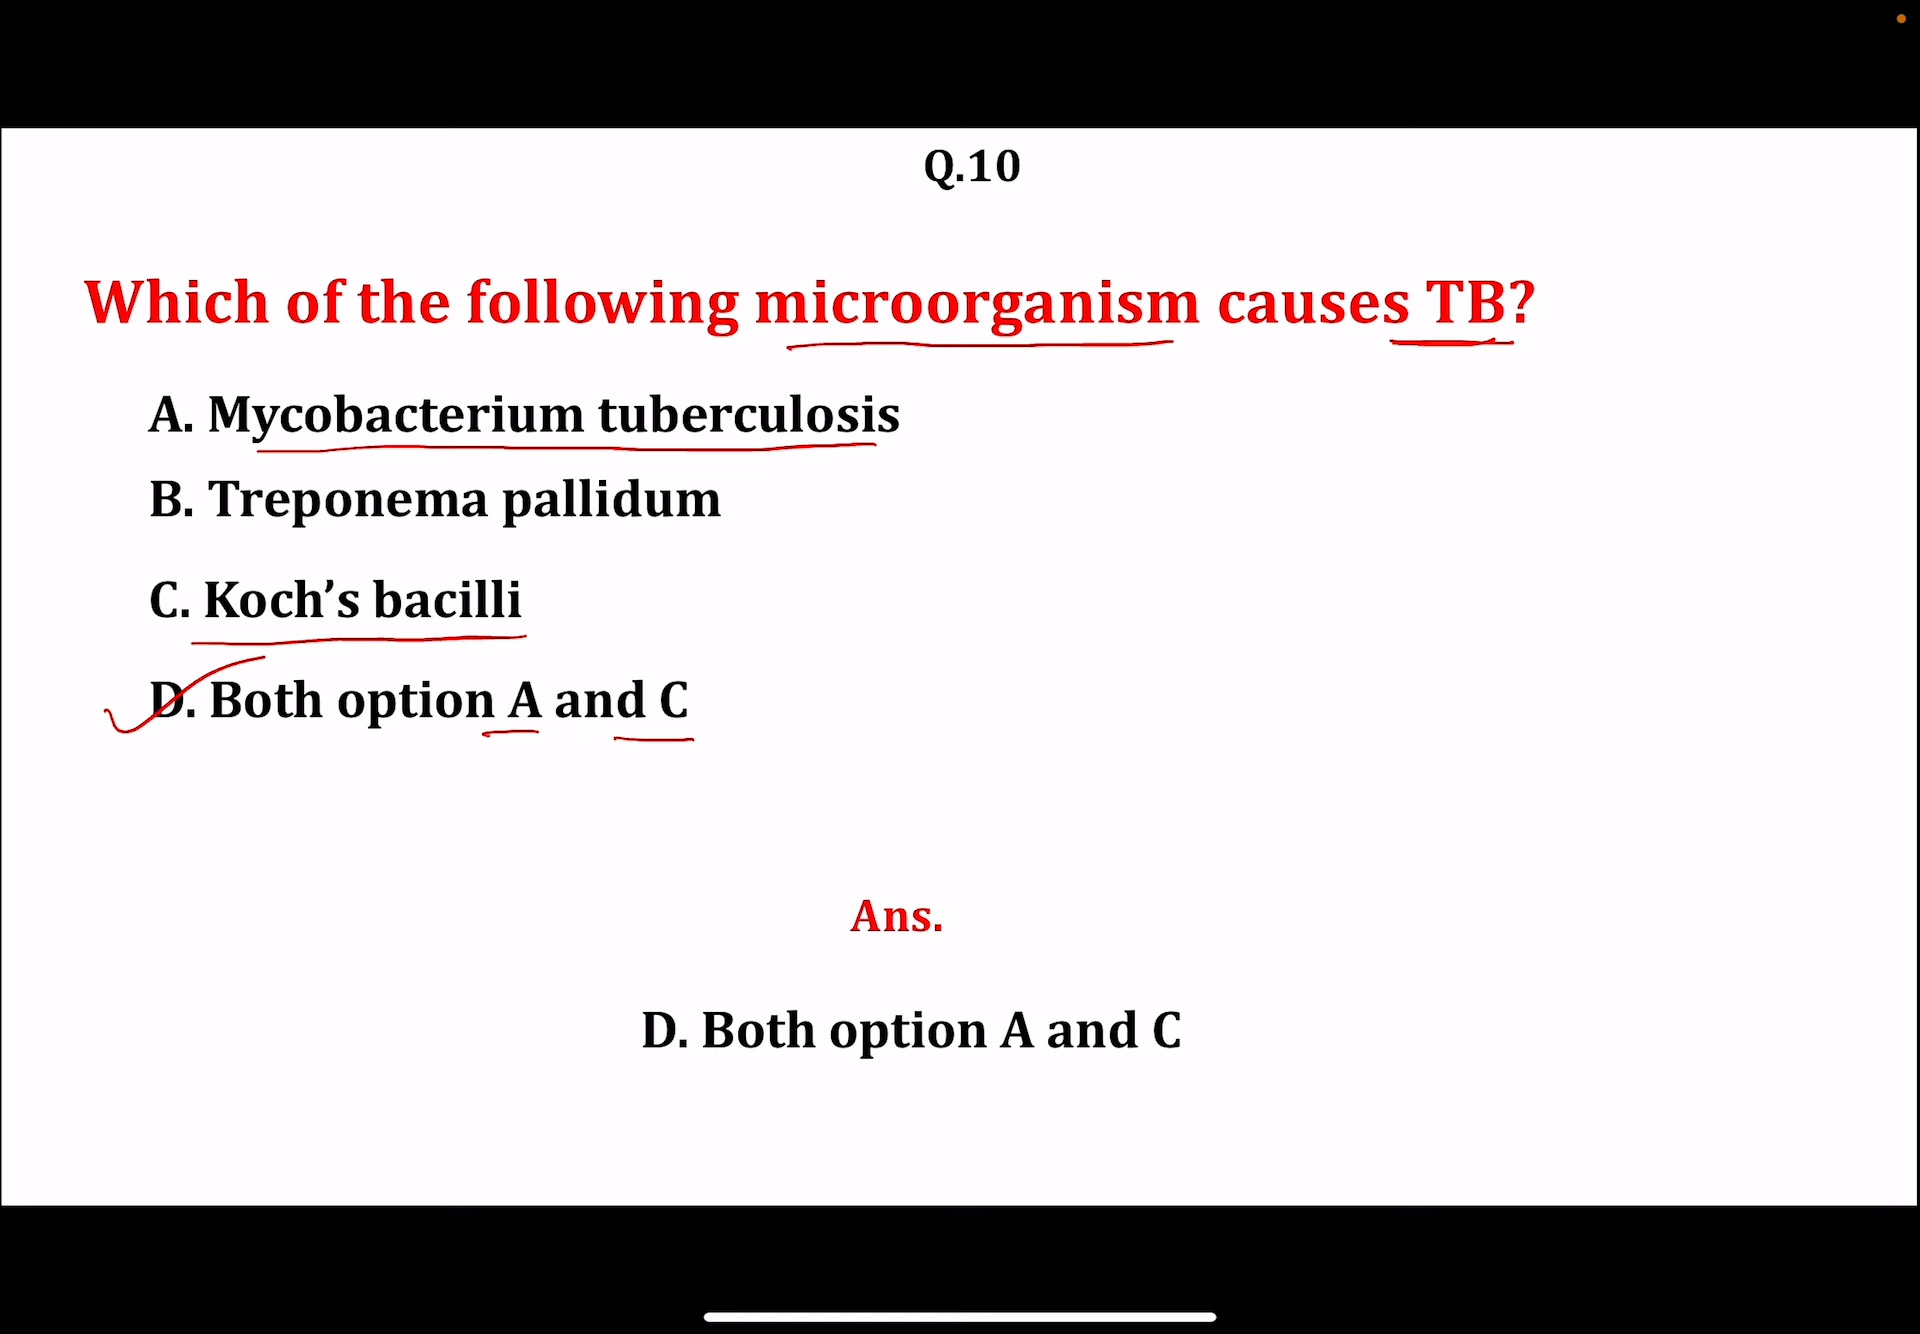 Q.10
Which of the following microorganism causes TB?
A. Mycobacterium tuberculosis
B. Treponema pallidum
C. Koch’s bacilli
D. Both option A and C
Ans.
D. Both option A and C